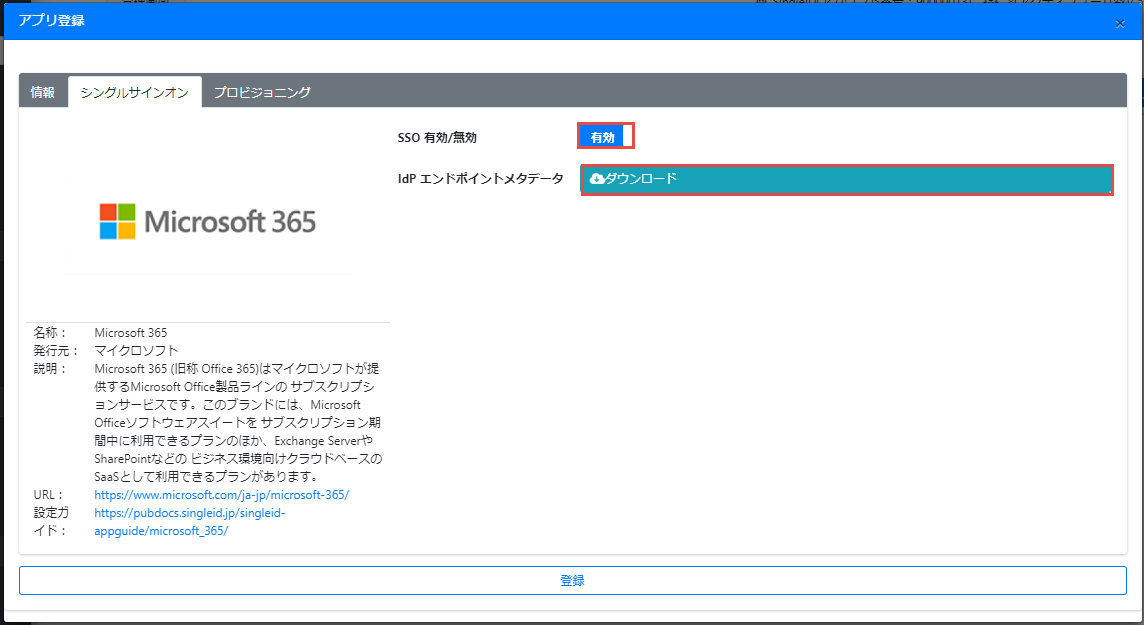 アプリ登録
×
情報 シングルサインオン プロビジョニング
SSO 有効/無効 有効
IdP エンドポイントメタデータ ダウンロード
Microsoft 365
名称： Microsoft 365
発行元： マイクロソフト
説明： Microsoft 365 (旧称 Office 365)はマイクロソフトが提
供するMicrosoft Office製品ラインの サブスクリプシ
ョンサービスです。このブランドには、Microsoft
Officeソフトウェアスイートを サブスクリプション期
間中に利用できるプランのほか、Exchange Serverや
SharePointなどの ビジネス環境向けクラウドベースの
SaaSとして利用できるプランがあります。
URL： https://www.microsoft.com/ja-jp/microsoft-365/
設定ガ https://pubdocs.singleid.jp/singleid-
イド： appguide/microsoft_365/
登録